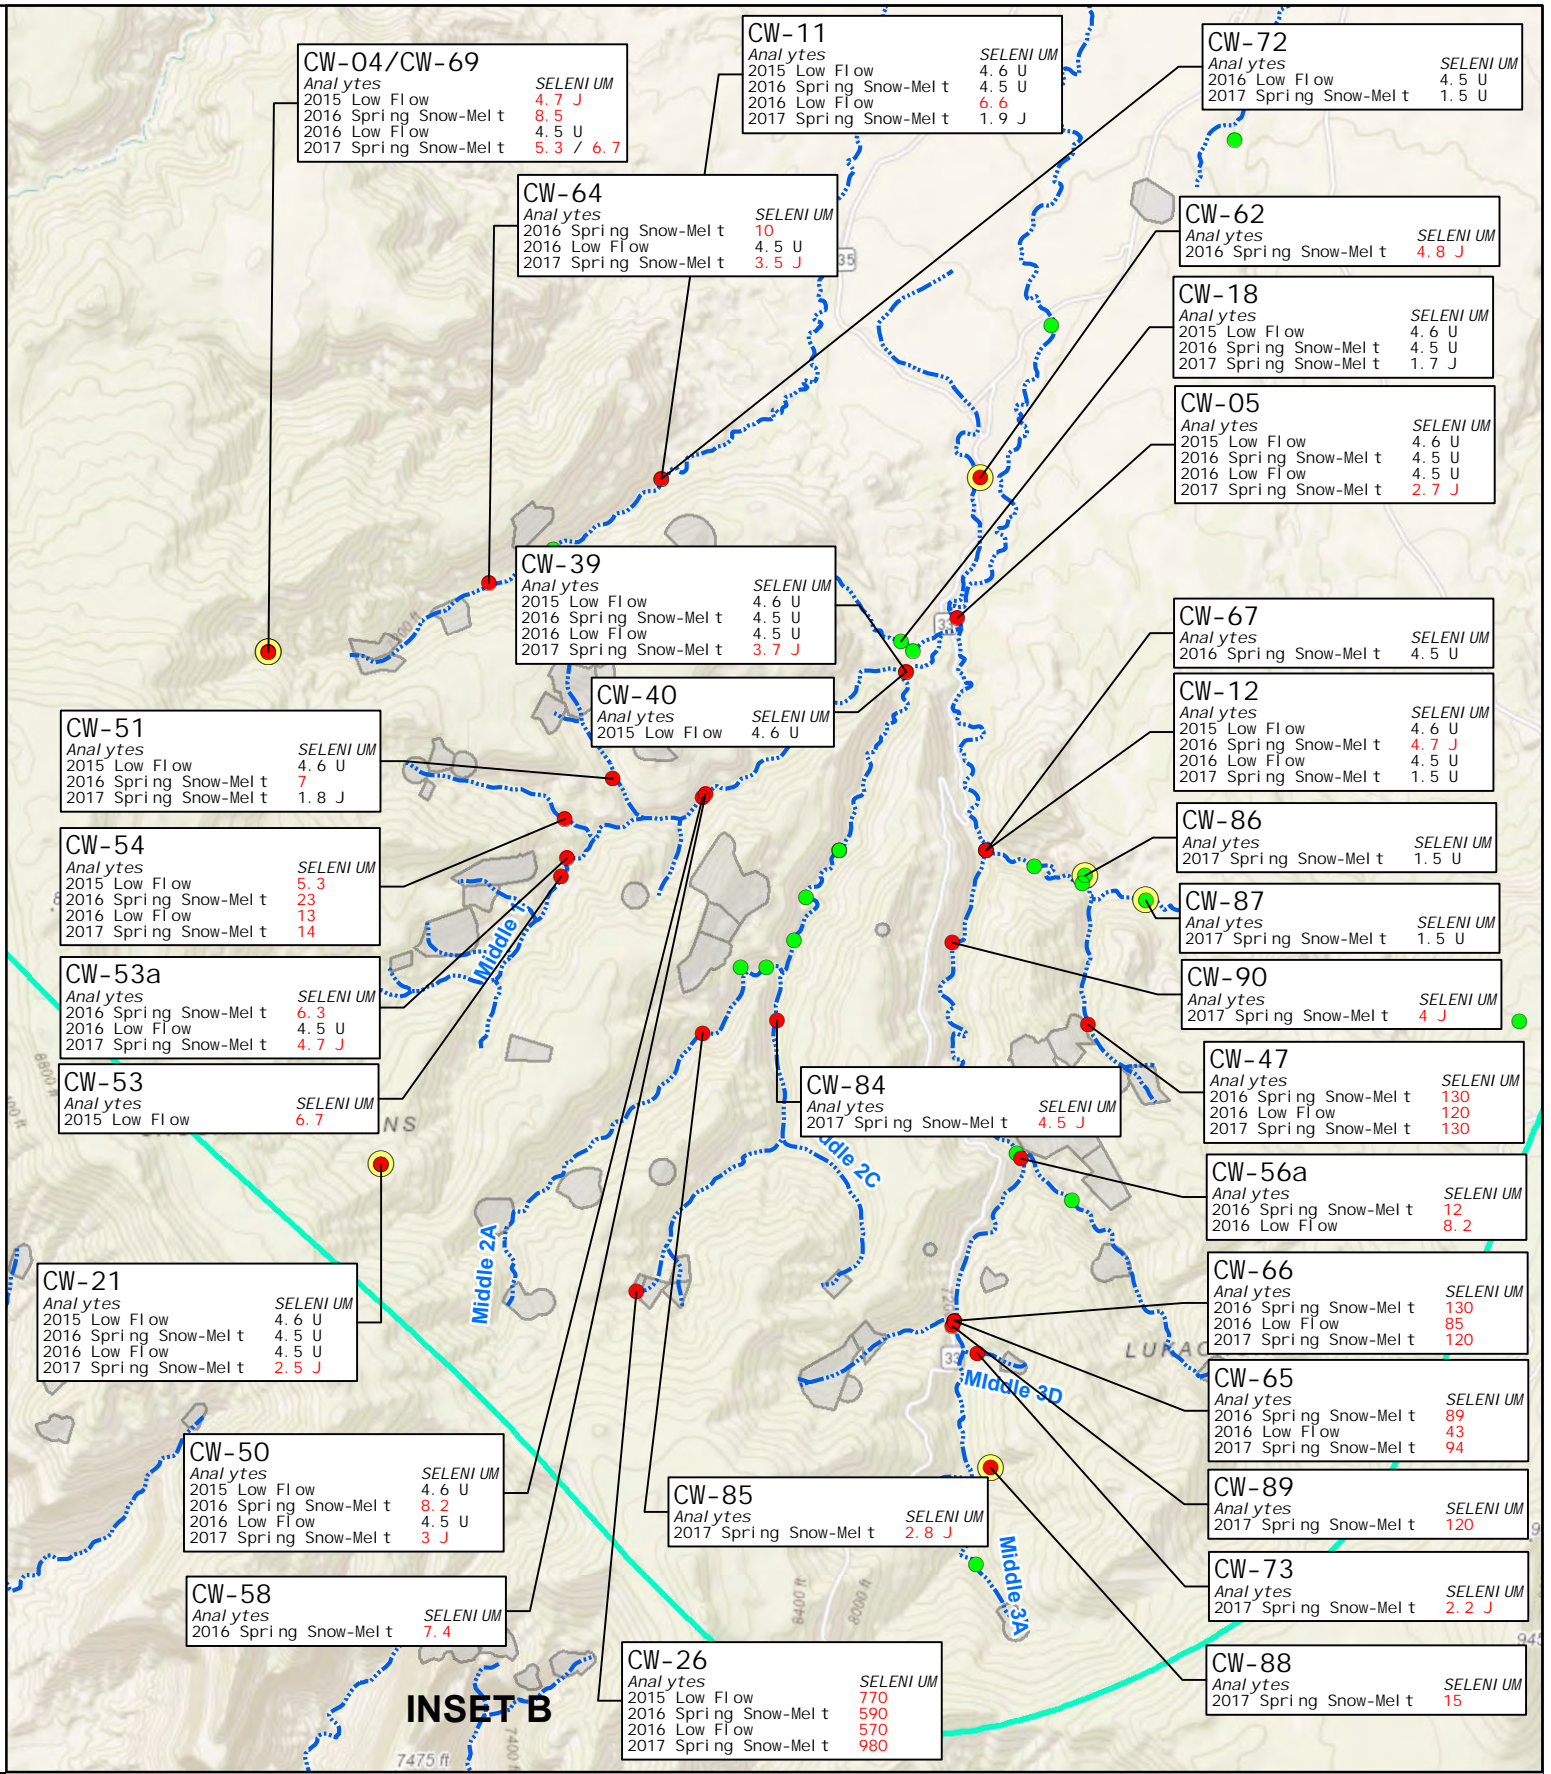 CW-04/CW-69
Analytes SELENIUM
2015 Low Flow 4.7 J
2016 Spring Snow-Melt 8.5
2016 Low Flow 4.5 U
2017 Spring Snow-Melt 5.3 / 6.7
CW-11
Analytes SELENIUM
2015 Low Flow 4.6 U
2016 Spring Snow-Melt 4.5 U
2016 Low Flow 6.6
2017 Spring Snow-Melt 1.9 J
CW-72
Analytes SELENIUM
2016 Low Flow 4.5 U
2017 Spring Snow-Melt 1.5 U
CW-64
Analytes SELENIUM
2016 Spring Snow-Melt 10
2016 Low Flow 4.5 U
2017 Spring Snow-Melt 3.5 J
35
CW-62
Analytes SELENIUM
2016 Spring Snow-Melt 4.8 J
CW-18
Analytes SELENIUM
2015 Low Flow 4.6 U
2016 Spring Snow-Melt 4.5 U
2017 Spring Snow-Melt 1.7 J
CW-05
Analytes SELENIUM
2015 Low Flow 4.6 U
2016 Spring Snow-Melt 4.5 U
2016 Low Flow 4.5 U
2017 Spring Snow-Melt 2.7 J
CW-39
Analytes SELENIUM
2015 Low Flow 4.6 U
2016 Spring Snow-Melt 4.5 U
2016 Low Flow 4.5 U
2017 Spring Snow-Melt 3.7 J
33
CW-67
Analytes SELENIUM
2016 Spring Snow-Melt 4.5 U
CW-40
Analytes SELENIUM
2015 Low Flow 4.6 U
CW-12
Analytes SELENIUM
2015 Low Flow 4.6 U
2016 Spring Snow-Melt 4.7 J
2016 Low Flow 4.5 U
2017 Spring Snow-Melt 1.5 U
CW-51
Analytes SELENIUM
2015 Low Flow 4.6 U
2016 Spring Snow-Melt 7
2017 Spring Snow-Melt 1.8 J
CW-86
Analytes SELENIUM
2017 Spring Snow-Melt 1.5 U
CW-54
Analytes SELENIUM
2015 Low Flow 5.3
2016 Spring Snow-Melt 23
2016 Low Flow 13
2017 Spring Snow-Melt 14
CW-87
Analytes SELENIUM
2017 Spring Snow-Melt 1.5 U
Middle 1
CW-53a
Analytes SELENIUM
2016 Spring Snow-Melt 6.3
2016 Low Flow 4.5 U
2017 Spring Snow-Melt 4.7 J
CW-90
Analytes SELENIUM
2017 Spring Snow-Melt 4 J
8800 ft
CW-53
Analytes SELENIUM
2015 Low Flow 6.7
NS
CW-84
Analytes SELENIUM
2017 Spring Snow-Melt 4.5 J
CW-47
Analytes SELENIUM
2016 Spring Snow-Melt 130
2016 Low Flow 120
2017 Spring Snow-Melt 130
ddle 2C
CW-56a
Analytes SELENIUM
2016 Spring Snow-Melt 12
2016 Low Flow 8.2
Middle 2A
CW-21
Analytes SELENIUM
2015 Low Flow 4.6 U
2016 Spring Snow-Melt 4.5 U
2016 Low Flow 4.5 U
2017 Spring Snow-Melt 2.5 J
CW-66
Analytes SELENIUM
2016 Spring Snow-Melt 130
2016 Low Flow 85
2017 Spring Snow-Melt 120
33
MIddle 3D
CW-65
Analytes SELENIUM
2016 Spring Snow-Melt 89
2016 Low Flow 43
2017 Spring Snow-Melt 94
CW-50
Analytes SELENIUM
2015 Low Flow 4.6 U
2016 Spring Snow-Melt 8.2
2016 Low Flow 4.5 U
2017 Spring Snow-Melt 3 J
CW-85
Analytes SELENIUM
2017 Spring Snow-Melt 2.8 J
CW-89
Analytes SELENIUM
2017 Spring Snow-Melt 120
Middle 3A
CW-58
Analytes SELENIUM
2016 Spring Snow-Melt 7.4
8400 ft
8000 ft
CW-73
Analytes SELENIUM
2017 Spring Snow-Melt 2.2 J
CW-26
Analytes SELENIUM
2015 Low Flow 770
2016 Spring Snow-Melt 590
2016 Low Flow 570
2017 Spring Snow-Melt 980
CW-88
Analytes SELENIUM
2017 Spring Snow-Melt 15
INSET B
7475 ft
7400 ft